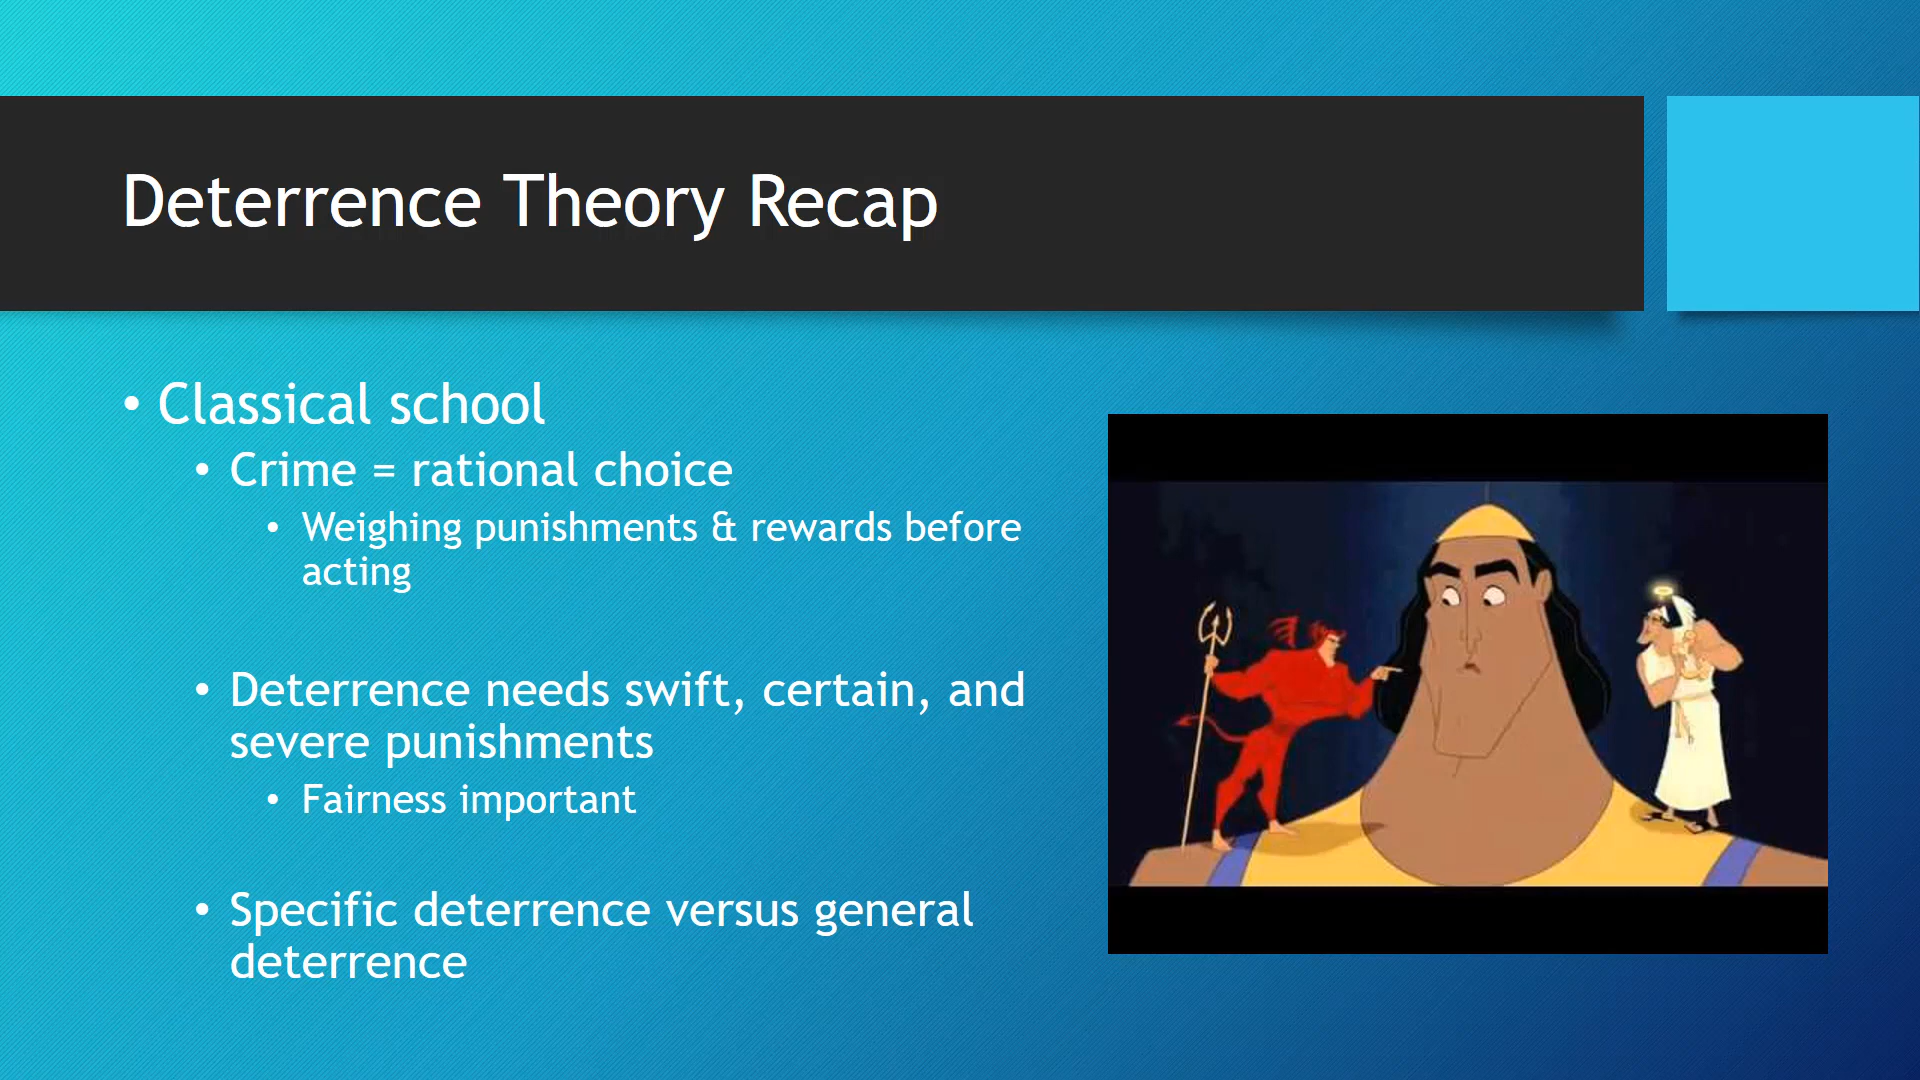 Deterrence Theory Recap
• Classical school
• Crime = rational choice
• Weighing punishments & rewards before
acting
• Deterrence needs swift, certain, and
severe punishments
• Fairness important
• Specific deterrence versus general
deterrence